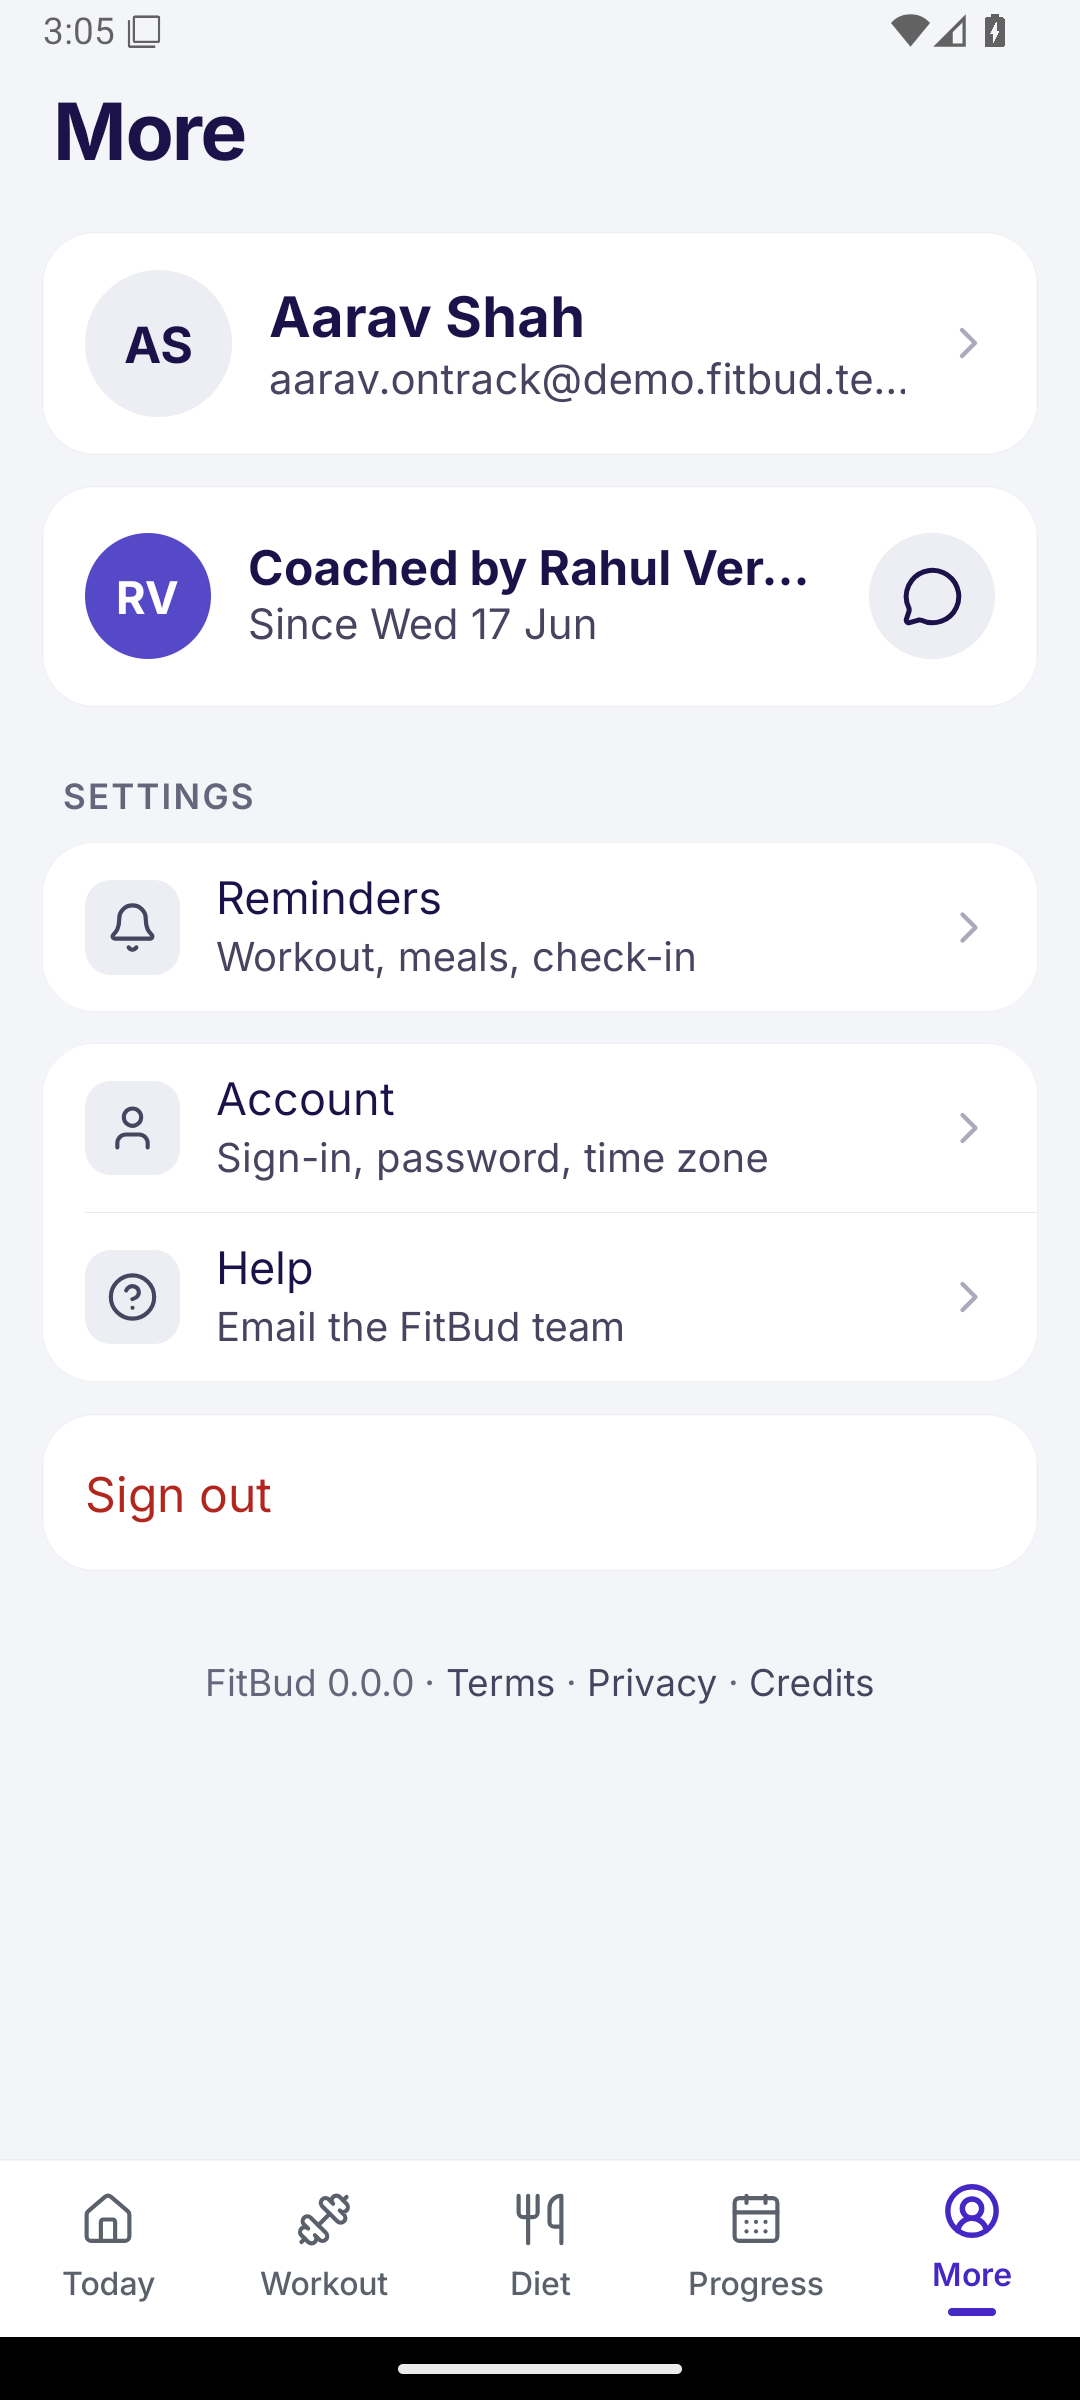 3:05
More
AS
Aarav Shah
aarav.ontrack@demo.fitbud.te...
RV
Coached by Rahul Ver...
Since Wed 17 Jun
SETTINGS
Reminders
Workout, meals, check-in
Account
Sign-in, password, time zone
Help
Email the FitBud team
Sign out
FitBud 0.0.0 · Terms · Privacy · Credits
Today
Workout
Diet
Progress
More